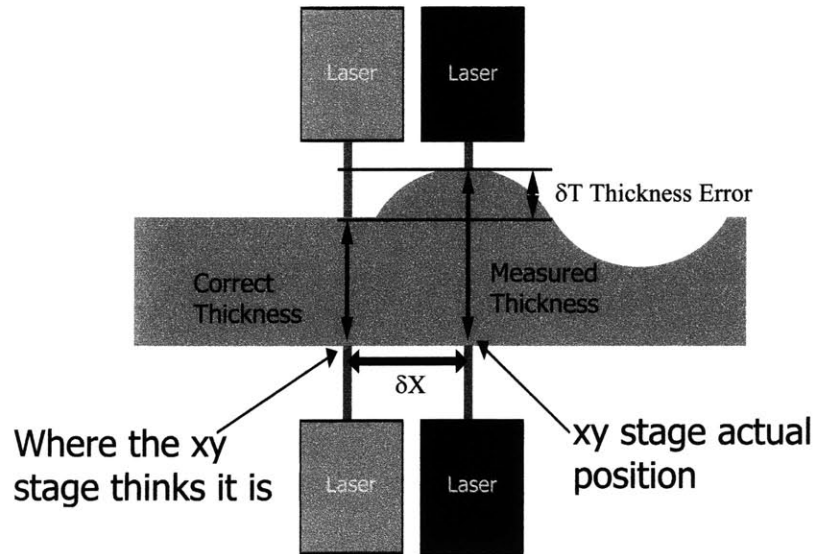 Laser
Laser
δT Thickness Error
Correct
Thickness
Measured
Thickness
δX
Where the xy
stage thinks it is
xy stage actual
position
Laser
Laser